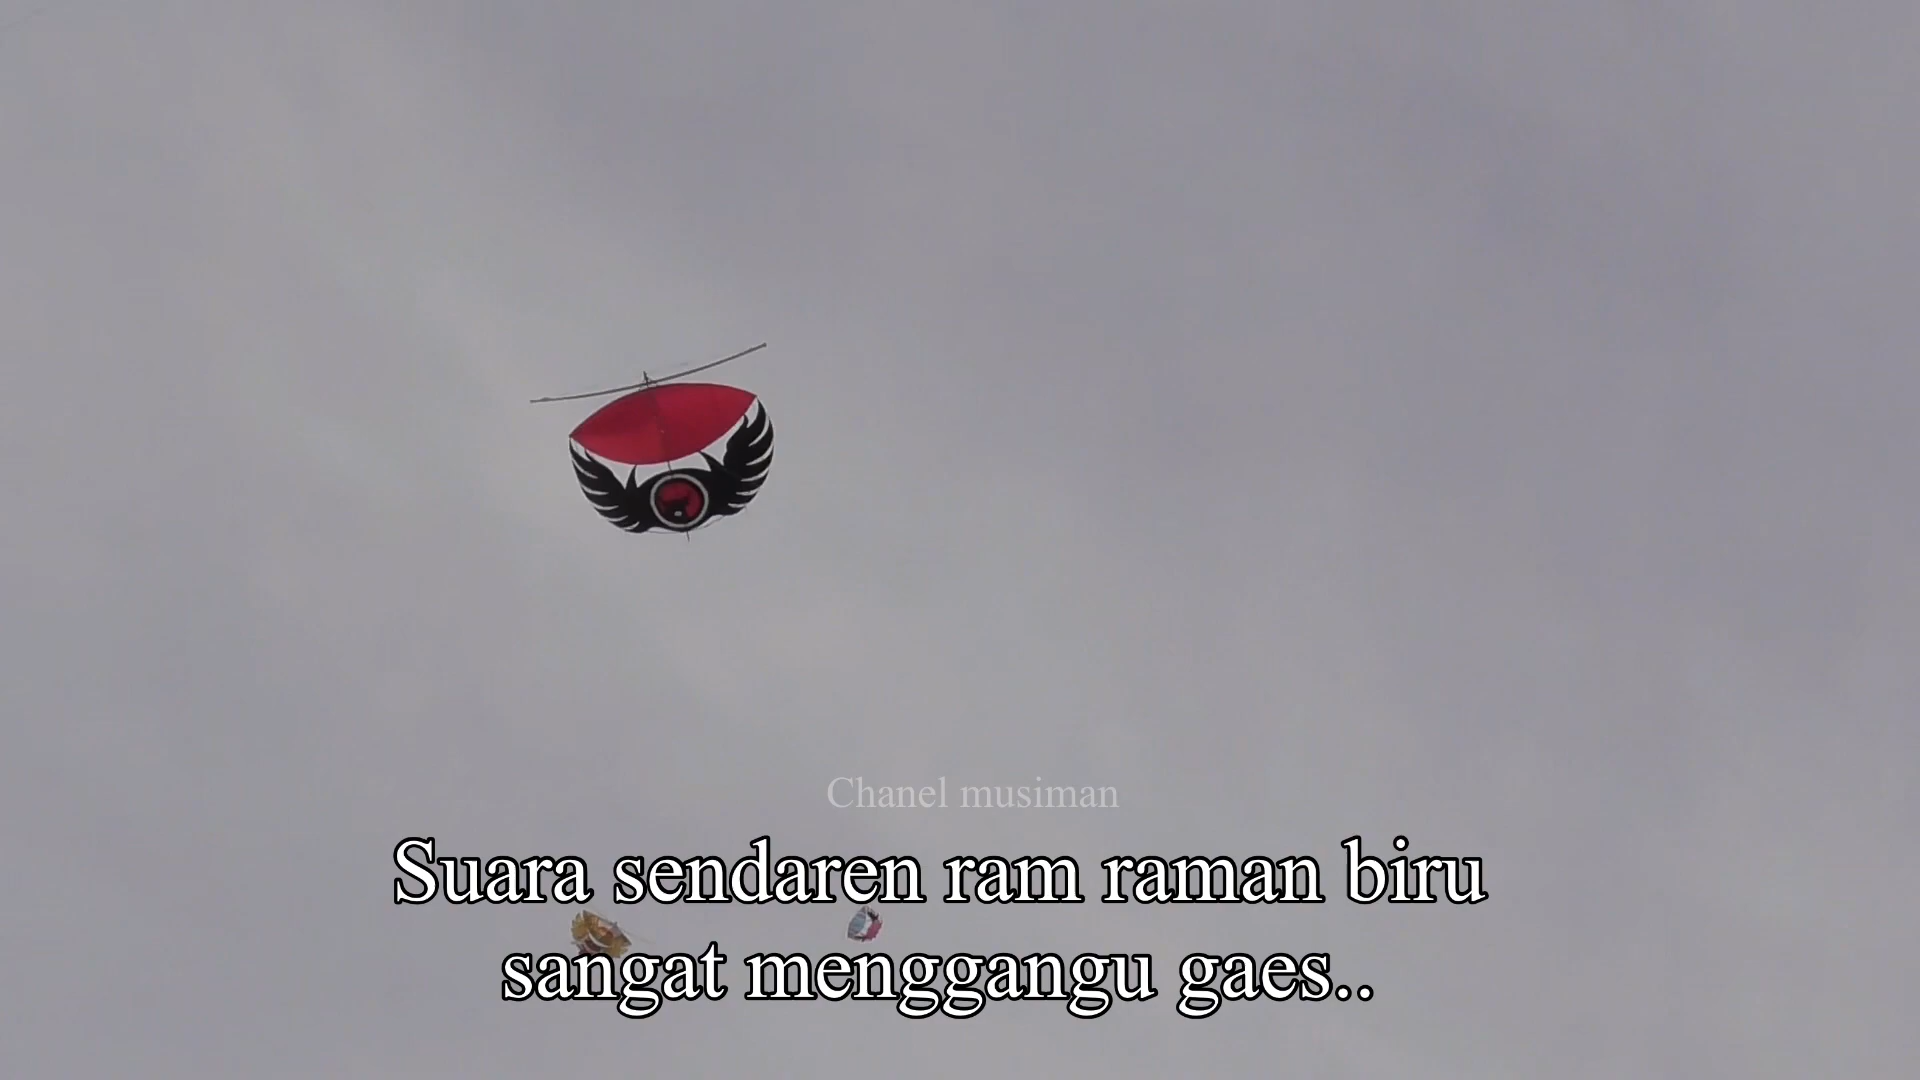 Chanel musiman
Suara sendaren ram raman biru
sangat menggangu gaes..